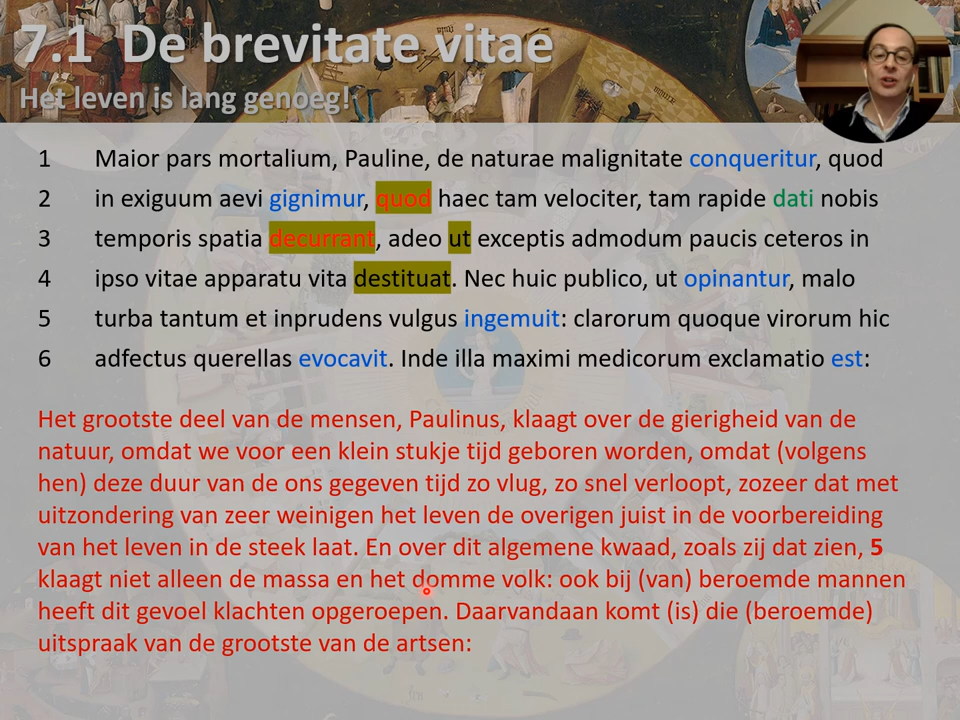 7.1 De brevitate vitae
Het leven is lang genoeg!
1 Maior pars mortalium, Pauline, de naturae malignitate conqueritur, quod
2 in exiguum aevi gignimur, quod haec tam velociter, tam rapide dati nobis
3 temporis spatia decurrant, adeo ut exceptis admodum paucis ceteros in
4 ipso vitae apparatu vita destituat. Nec huic publico, ut opinantur, malo
5 turba tantum et inprudens vulgus ingemuit: clarorum quoque virorum hic
6 adfectus querellas evocavit. Inde illa maximi medicorum exclamatio est:
Het grootste deel van de mensen, Paulinus, klaagt over de gierigheid van de
natuur, omdat we voor een klein stukje tijd geboren worden, omdat (volgens
hen) deze duur van de ons gegeven tijd zo vlug, zo snel verloopt, zozeer dat met
uitzondering van zeer weinigen het leven de overigen juist in de voorbereiding
van het leven in de steek laat. En over dit algemene kwaad, zoals zij dat zien, 5
klaagt niet alleen de massa en het domme volk: ook bij (van) beroemde mannen
heeft dit gevoel klachten opgeroepen. Daarvandaan komt (is) die (beroemde)
uitspraak van de grootste van de artsen: